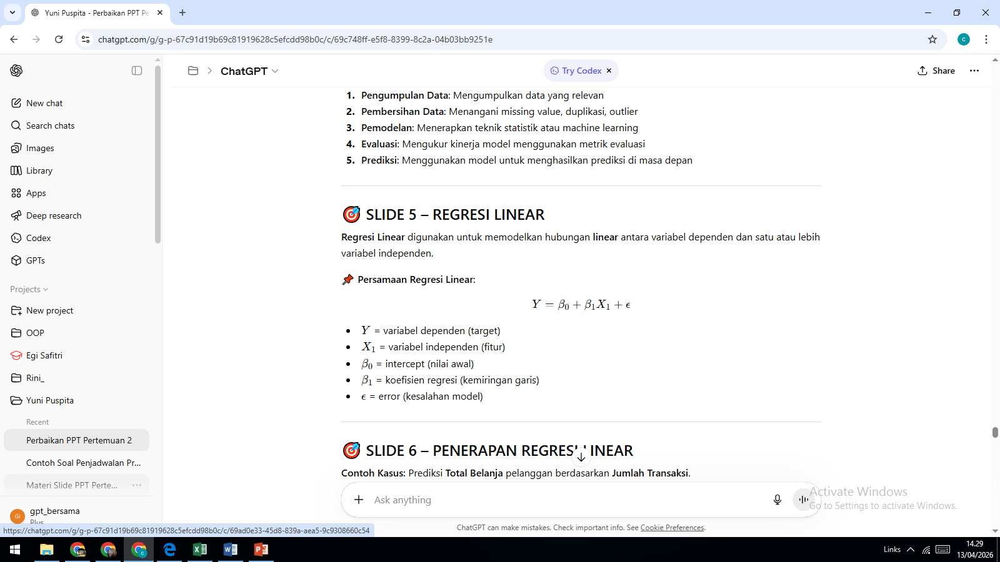 Yuni Puspita - Perbaikan PPT Pe
chatgpt.com/g/g-p-67c91d19b69c81919628c5efcdd98b0c/c/69c748ff-e5f8-8399-8c2a-04b03bb9251e
c
ChatGPT
Try Codex
Share
New chat
Search chats
Images
Library
Apps
Deep research
Codex
GPTs
Projects
New project
OOP
Egi Safitri
Rini_
Yuni Puspita
Recent
Perbaikan PPT Pertemuan 2
Contoh Soal Penjadwalan Pr...
Materi Slide PPT Perte...
GI
gpt_bersama
Plus
1. Pengumpulan Data: Mengumpulkan data yang relevan
2. Pembersihan Data: Menangani missing value, duplikasi, outlier
3. Pemodelan: Menerapkan teknik statistik atau machine learning
4. Evaluasi: Mengukur kinerja model menggunakan metrik evaluasi
5. Prediksi: Menggunakan model untuk menghasilkan prediksi di masa depan
🎯 SLIDE 5 – REGRESI LINEAR
Regresi Linear digunakan untuk memodelkan hubungan linear antara variabel dependen dan satu atau lebih
variabel independen.
📌 Persamaan Regresi Linear:
Y = β₀ + β₁X₁ + ϵ
• Y = variabel dependen (target)
• X₁ = variabel independen (fitur)
• β₀ = intercept (nilai awal)
• β₁ = koefisien regresi (kemiringan garis)
• ϵ = error (kesalahan model)
🎯 SLIDE 6 – PENERAPAN REGRESI LINEAR
Contoh Kasus: Prediksi Total Belanja pelanggan berdasarkan Jumlah Transaksi.
Ask anything
Activate Windows
Go to Settings to activate Windows.
ChatGPT can make mistakes. Check important info. See Cookie Preferences.
https://chatgpt.com/g/g-p-67c91d19b69c81919628c5efcdd98b0c/c/69ad0e33-45d8-839a-aea5-9c9308660c54
Links
14.29
13/04/2026